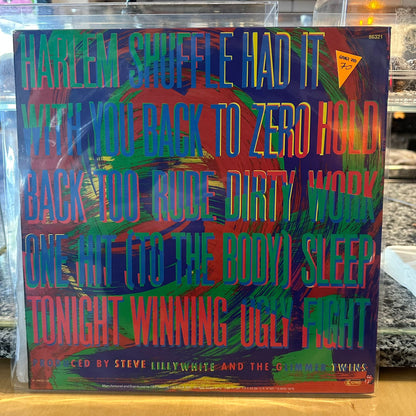 86321
HARLEM SHUFFLE HAD IT
WITH YOU BACK TO ZERO HOLD
BACK TOO RUDE DIRTY WORK
ONE HIT (TO THE BODY) SLEEP
TONIGHT WINNING UGLY FIGHT
PRODUCED BY STEVE LILLYWHITE AND THE GLIMMER TWINS